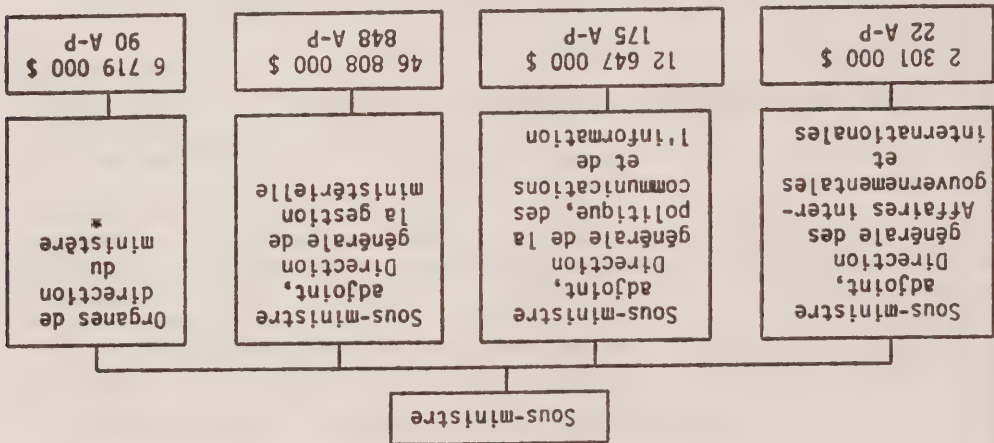 Sous-ministre
Sous-ministre
adjoint,
Direction
générale des
Affaires inter-
gouvernementales
et
internationales
2 301 000 $
22 A-P
Sous-ministre
adjoint,
Direction
générale de la
politique, des
communications
et de
l'information
12 647 000 $
175 A-P
Sous-ministre
adjoint,
Direction
générale de
la gestion
ministérielle
46 808 000 $
848 A-P
Organes de
direction
du
ministère
*
6 719 000 $
90 A-P